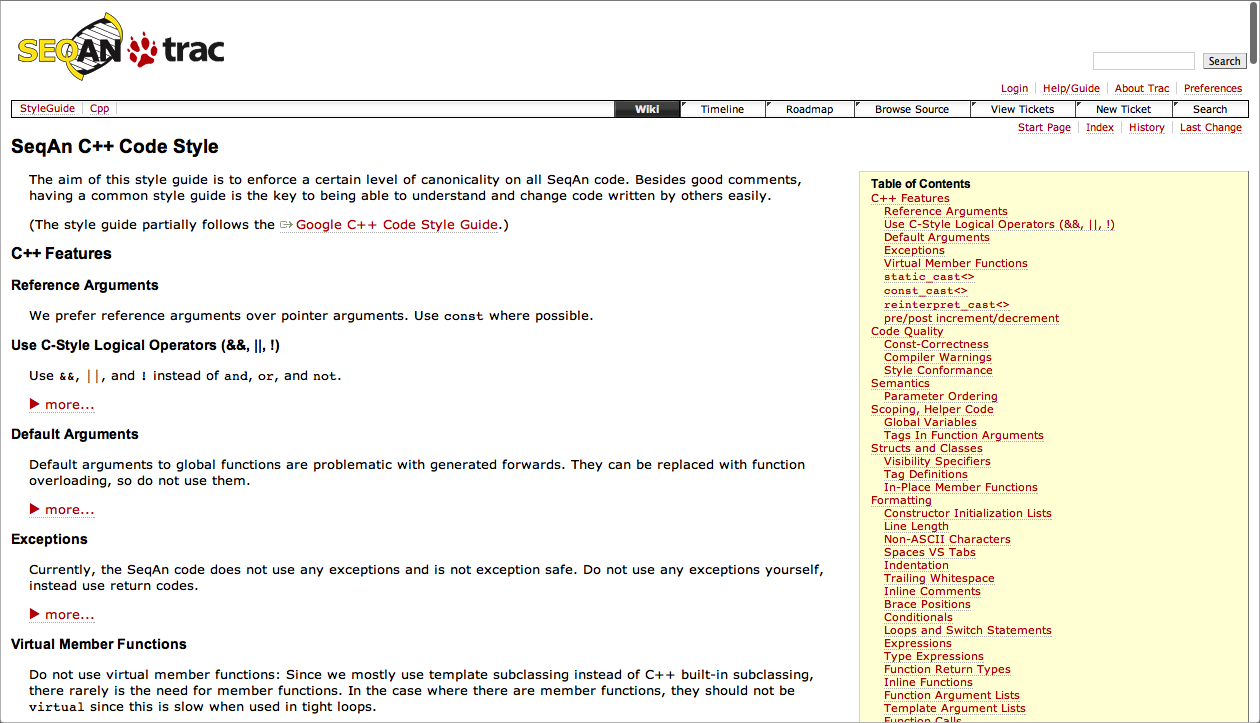 SEQAN trac
Search
Login Help/Guide About Trac Preferences
StyleGuide Cpp Wiki Timeline Roadmap Browse Source View Tickets New Ticket Search
Start Page Index History Last Change
SeqAn C++ Code Style
The aim of this style guide is to enforce a certain level of canonicality on all SeqAn code. Besides good comments,
having a common style guide is the key to being able to understand and change code written by others easily.
(The style guide partially follows the Google C++ Code Style Guide.)
C++ Features
Reference Arguments
We prefer reference arguments over pointer arguments. Use const where possible.
Use C-Style Logical Operators (&&, ||, !)
Use &&, ||, and ! instead of and, or, and not.
▶ more...
Default Arguments
Default arguments to global functions are problematic with generated forwards. They can be replaced with function
overloading, so do not use them.
▶ more...
Exceptions
Currently, the SeqAn code does not use any exceptions and is not exception safe. Do not use any exceptions yourself,
instead use return codes.
▶ more...
Virtual Member Functions
Do not use virtual member functions: Since we mostly use template subclassing instead of C++ built-in subclassing,
there rarely is the need for member functions. In the case where there are member functions, they should not be
virtual since this is slow when used in tight loops.
Table of Contents
C++ Features
Reference Arguments
Use C-Style Logical Operators (&&, ||, !)
Default Arguments
Exceptions
Virtual Member Functions
static_cast<>
const_cast<>
reinterpret_cast<>
pre/post increment/decrement
Code Quality
Const-Correctness
Compiler Warnings
Style Conformance
Semantics
Parameter Ordering
Scoping, Helper Code
Global Variables
Tags In Function Arguments
Structs and Classes
Visibility Specifiers
Tag Definitions
In-Place Member Functions
Formatting
Constructor Initialization Lists
Line Length
Non-ASCII Characters
Spaces VS Tabs
Indentation
Trailing Whitespace
Inline Comments
Brace Positions
Conditionals
Loops and Switch Statements
Expressions
Type Expressions
Function Return Types
Inline Functions
Function Argument Lists
Template Argument Lists
Function Calls